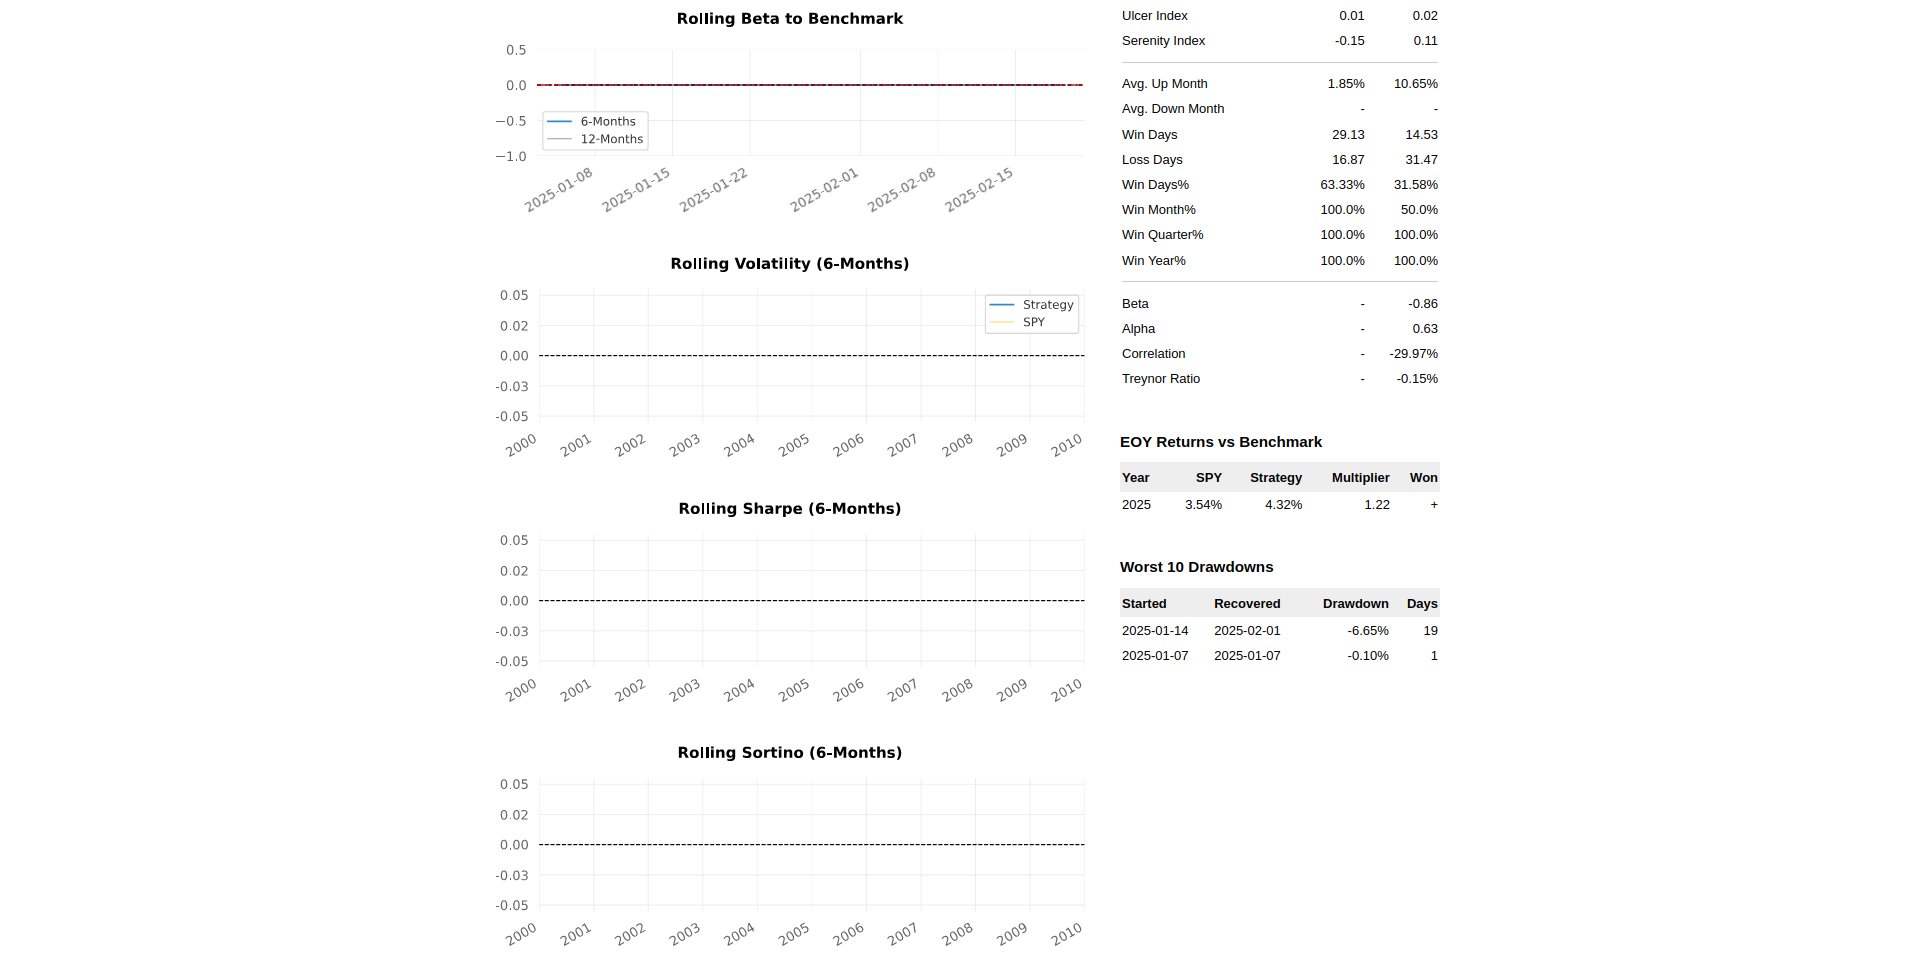 Rolling Beta to Benchmark
0.5
0.0
−0.5
−1.0
6-Months
12-Months
2025-01-08 2025-01-15 2025-01-22 2025-02-01 2025-02-08 2025-02-15
Rolling Volatility (6-Months)
0.05
0.02
0.00
-0.03
-0.05
Strategy
SPY
2000 2001 2002 2003 2004 2005 2006 2007 2008 2009 2010
Rolling Sharpe (6-Months)
0.05
0.02
0.00
-0.03
-0.05
2000 2001 2002 2003 2004 2005 2006 2007 2008 2009 2010
Rolling Sortino (6-Months)
0.05
0.02
0.00
-0.03
-0.05
2000 2001 2002 2003 2004 2005 2006 2007 2008 2009 2010
Ulcer Index 0.01 0.02
Serenity Index -0.15 0.11
Avg. Up Month 1.85% 10.65%
Avg. Down Month - -
Win Days 29.13 14.53
Loss Days 16.87 31.47
Win Days% 63.33% 31.58%
Win Month% 100.0% 50.0%
Win Quarter% 100.0% 100.0%
Win Year% 100.0% 100.0%
Beta - -0.86
Alpha - 0.63
Correlation - -29.97%
Treynor Ratio - -0.15%
EOY Returns vs Benchmark
Year SPY Strategy Multiplier Won
2025 3.54% 4.32% 1.22 +
Worst 10 Drawdowns
Started Recovered Drawdown Days
2025-01-14 2025-02-01 -6.65% 19
2025-01-07 2025-01-07 -0.10% 1